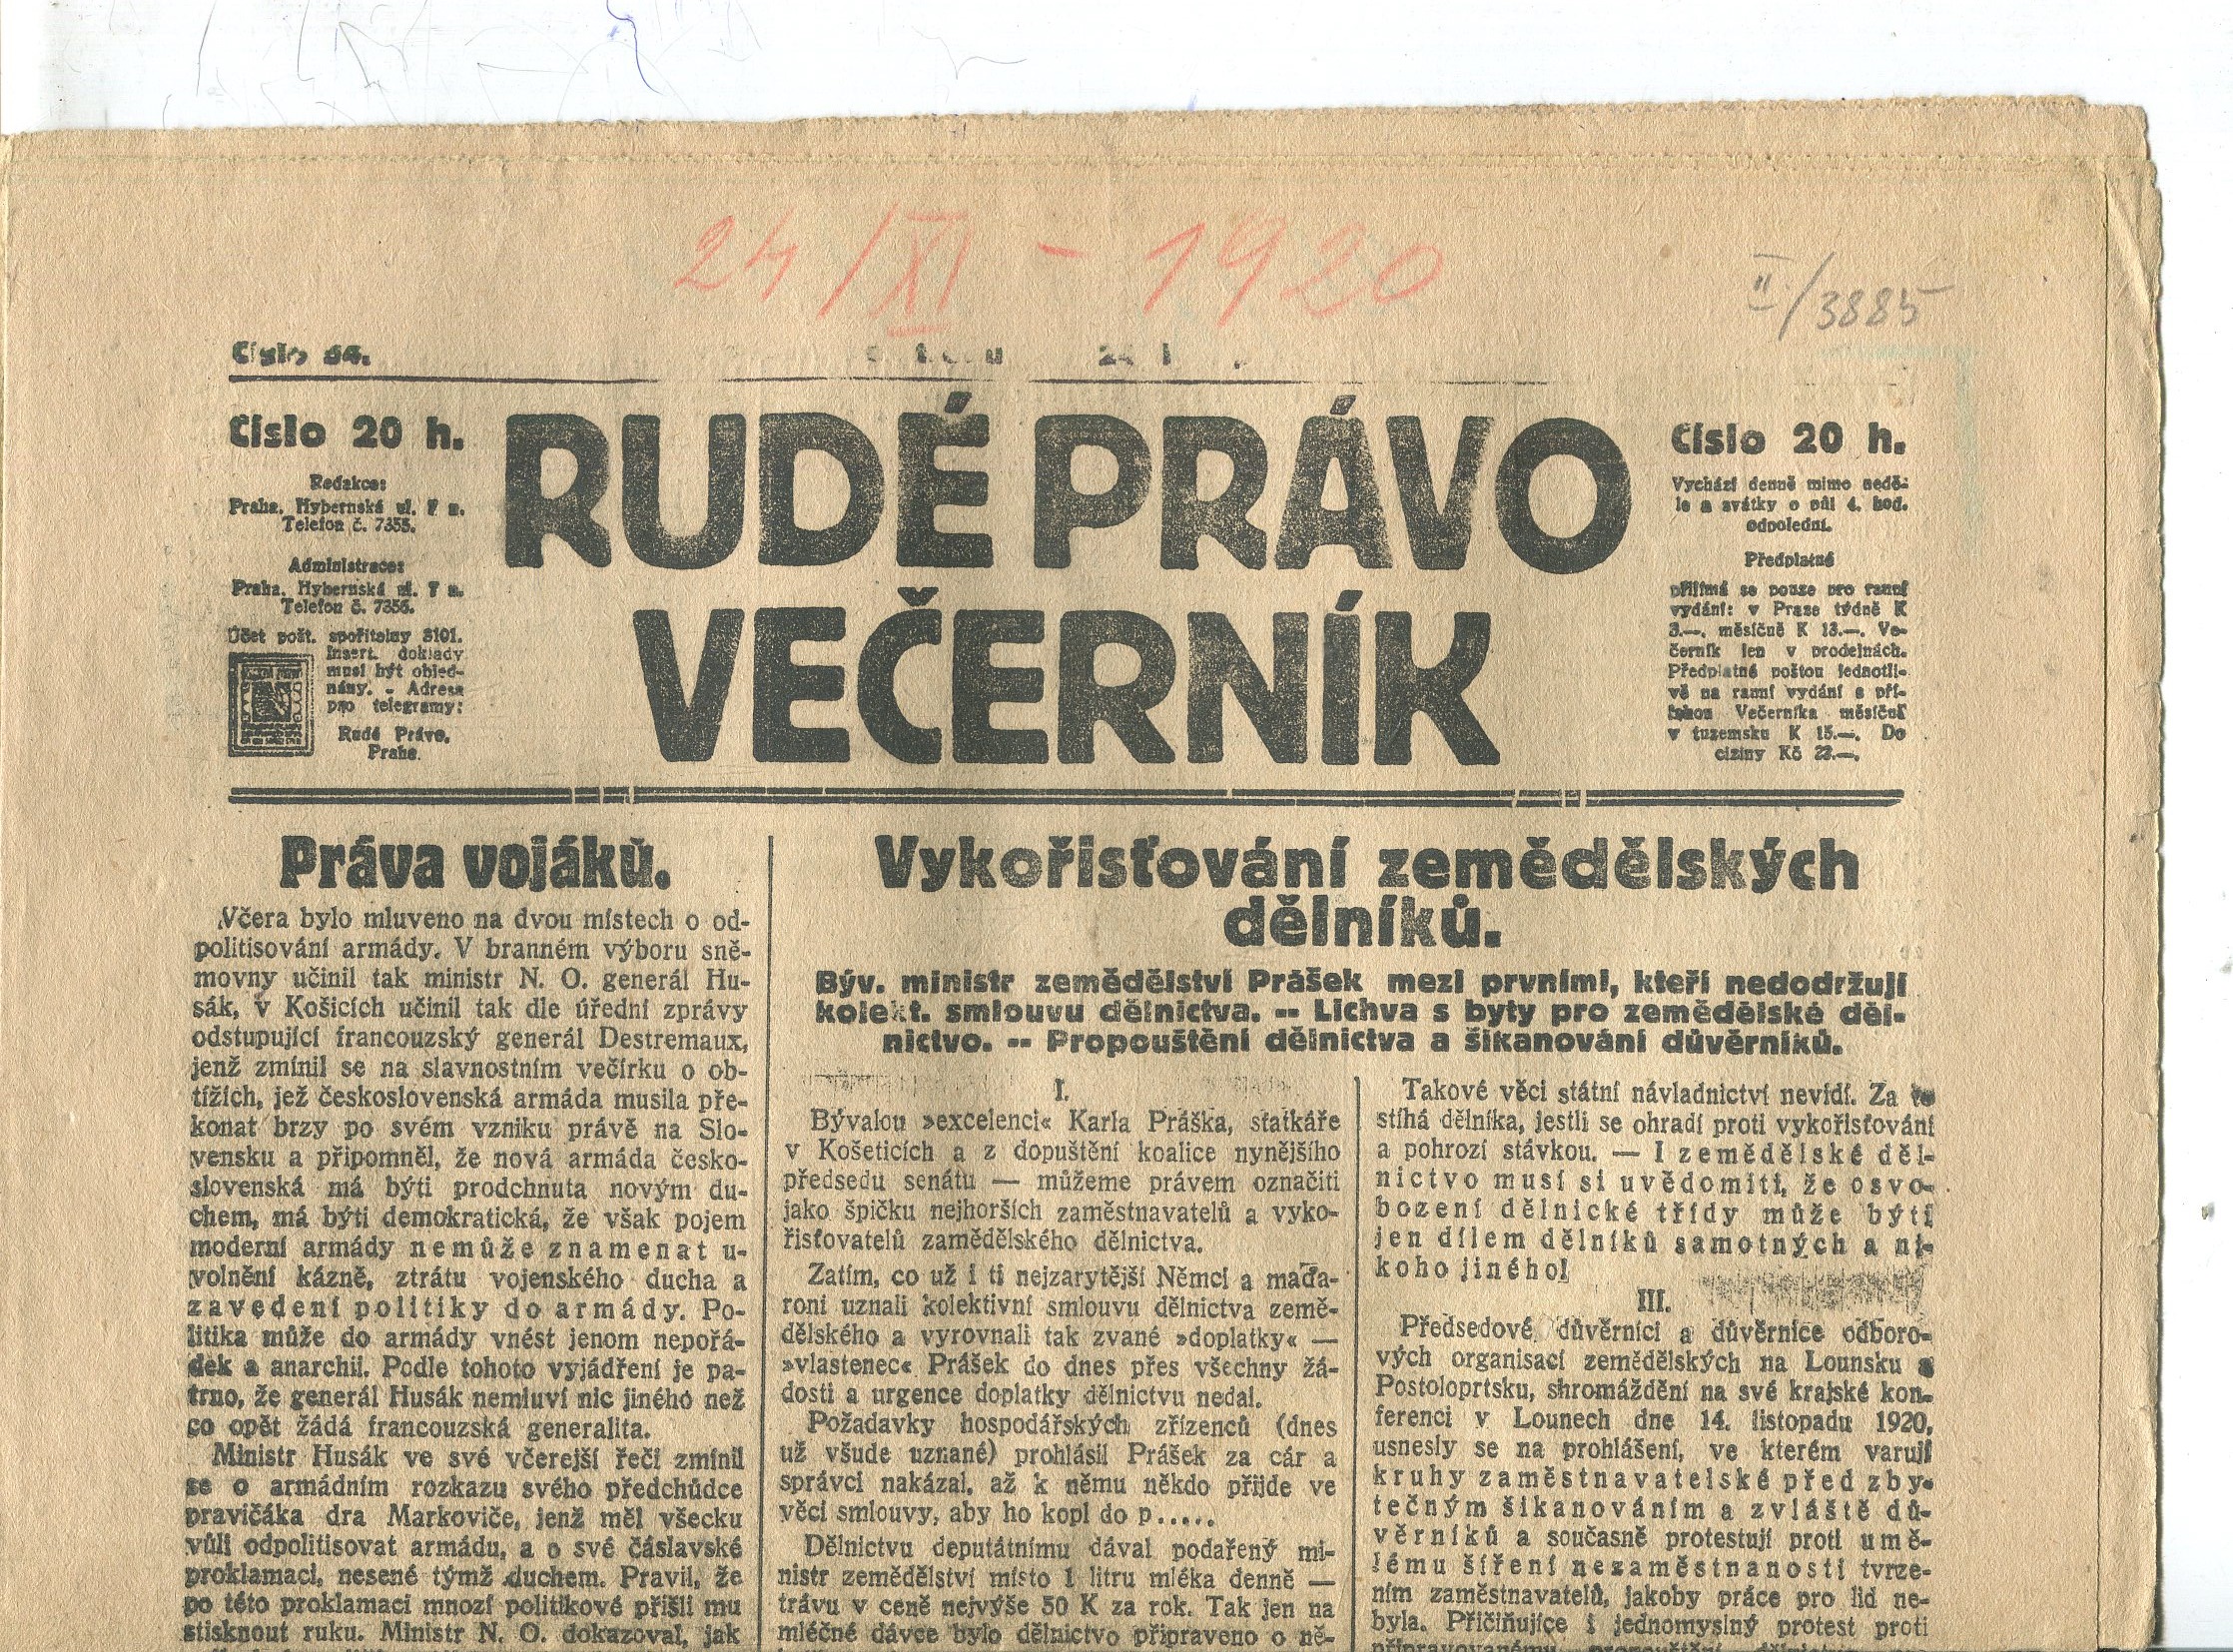 24/XI - 1920
II/3885
Číslo 54.
Číslo 20 h.
Redakce:
Praha, Hybernská ul. 7 n.
Telefon č. 7355.
Administrace:
Praha, Hybernská ul. 7 n.
Telefon č. 7356.
Účet pošt. spořitelny 8101.
Insert. doklady
musí být objed-
nány. - Adresa
pro telegramy:
Rudé Právo,
Praha.
RUDÉ PRÁVO
VEČERNÍK
Číslo 20 h.
Vychází denně mimo nedě-
le a svátky o půl 4. hod.
odpolední.
Předplatné
přijímá se pouze pro ranní
vydání: v Praze týdně K
3.—, měsíčně K 13.—. Ve-
černík jen v prodejnách.
Předplatné poštou jednotli-
vě na ranní vydání s pří-
lohou Večerníka měsíčně
v tuzemsku K 15.—. Do
ciziny Kč 23.—.
Práva vojáků.
Včera bylo mluveno na dvou místech o od-
politisování armády. V branném výboru sně-
movny učinil tak ministr N. O. generál Hu-
sák, v Košicích učinil tak dle úřední zprávy
odstupující francouzský generál Destremaux,
jenž zmínil se na slavnostním večírku o ob-
tížích, jež československá armáda musila pře-
konat brzy po svém vzniku právě na Slo-
vensku a připomněl, že nová armáda česko-
slovenská má býti prodchnuta novým du-
chem, má býti demokratická, že však pojem
moderní armády nemůže znamenat u-
volnění kázně, ztrátu vojenského ducha a
zavedení politiky do armády. Po-
litika může do armády vnést jenom nepořá-
dek a anarchii. Podle tohoto vyjádření je pa-
trno, že generál Husák nemluví nic jiného než
co opět žádá francouzská generalita.
Ministr Husák ve své včerejší řeči zmínil
se o armádním rozkazu svého předchůdce
pravičáka dra Markoviče, jenž měl všecku
vůli odpolitisovat armádu, a o své čáslavské
proklamaci, nesené týmž duchem. Pravil, že
po této proklamaci mnozí politikové přišli mu
stisknout ruku. Ministr N. O. dokazoval, jak
Vykořisťování zemědělských
dělníků.
Býv. ministr zemědělství Prášek mezi prvními, kteří nedodržují
kolekt. smlouvu dělnictva. -- Lichva s byty pro zemědělské děl-
nictvo. -- Propouštění dělnictva a šikanování důvěrníků.
I.
Bývalou »excelenci« Karla Práška, statkáře
v Košeticích a z dopuštění koalice nynějšího
předsedu senátu — můžeme právem označiti
jako špičku nejhorších zaměstnavatelů a vyko-
řisťovatelů zamědělského dělnictva.
Zatím, co už i ti nejzarytější Němci a maďa-
roni uznali kolektivní smlouvu dělnictva země-
dělského a vyrovnali tak zvané »doplatky« —
»vlastenec« Prášek do dnes přes všechny žá-
dosti a urgence doplatky dělnictvu nedal.
Požadavky hospodářských zřízenců (dnes
už všude uznané) prohlásil Prášek za cár a
správci nakázal, až k němu někdo přijde ve
věci smlouvy, aby ho kopl do p.....
Dělnictvu deputátnímu dával podařený mi-
nistr zemědělství místo 1 litru mléka denně —
trávu v ceně nejvýše 50 K za rok. Tak jen na
mléčné dávce bylo dělnictvo připraveno o ně-
Takové věci státní návladnictví nevidí. Za to
stíhá dělníka, jestli se ohradí proti vykořisťování
a pohrozí stávkou. — I zemědělské děl-
nictvo musí si uvědomiti, že osvo-
bození dělnické třídy může býti
jen dílem dělníků samotných a ni-
koho jiného!
III.
Předsedové, důvěrníci a důvěrnice odboro-
vých organisací zemědělských na Lounsku a
Postoloprtsku, shromáždění na své krajské kon-
ferenci v Lounech dne 14. listopadu 1920,
usnesly se na prohlášení, ve kterém varují
kruhy zaměstnavatelské před zby-
tečným šikanováním a zvláště dů-
věrníků a současně protestují proti umě-
lému šíření nezaměstnanosti tvrze-
ním zaměstnavatelů, jakoby práce pro lid ne-
byla. Přičiňujíce i jednomyslný protest proti